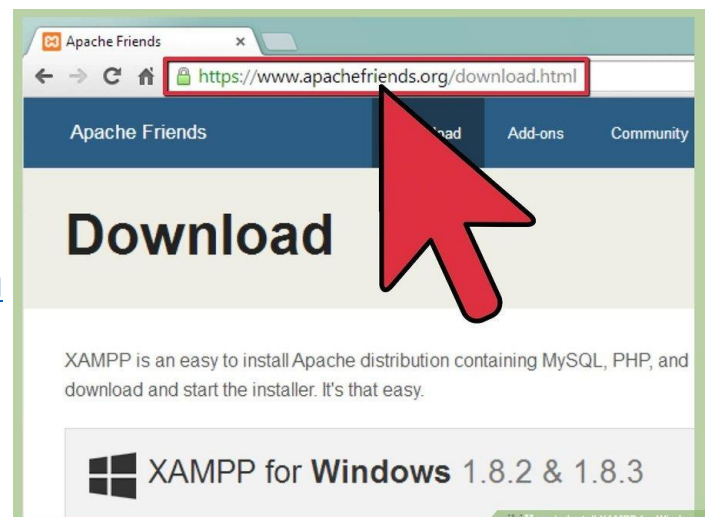 Apache Friends
https://www.apachefriends.org/download.html
Apache Friends
Add-ons
Community
Download
XAMPP is an easy to install Apache distribution containing MySQL, PHP, and
download and start the installer. It's that easy.
XAMPP for Windows 1.8.2 & 1.8.3